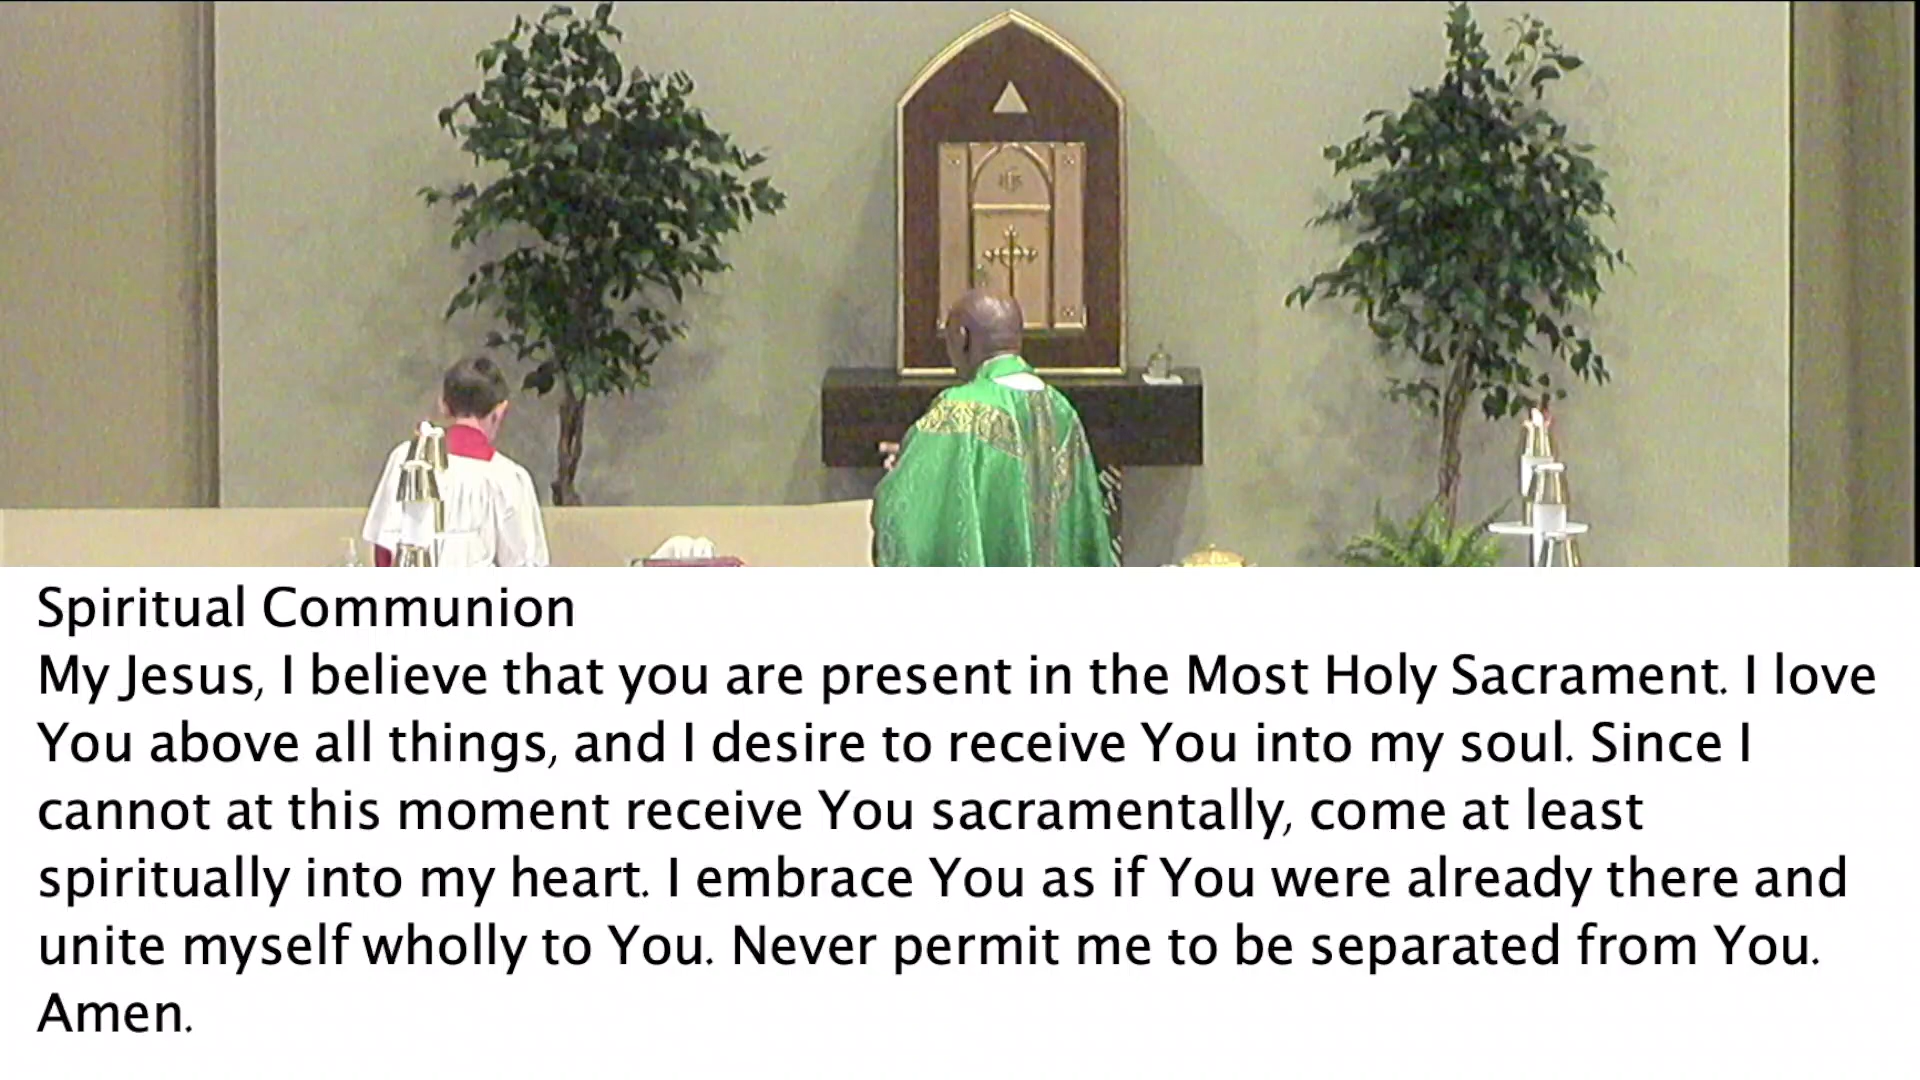 Spiritual Communion
My Jesus, I believe that you are present in the Most Holy Sacrament. I love
You above all things, and I desire to receive You into my soul. Since I
cannot at this moment receive You sacramentally, come at least
spiritually into my heart. I embrace You as if You were already there and
unite myself wholly to You. Never permit me to be separated from You.
Amen.